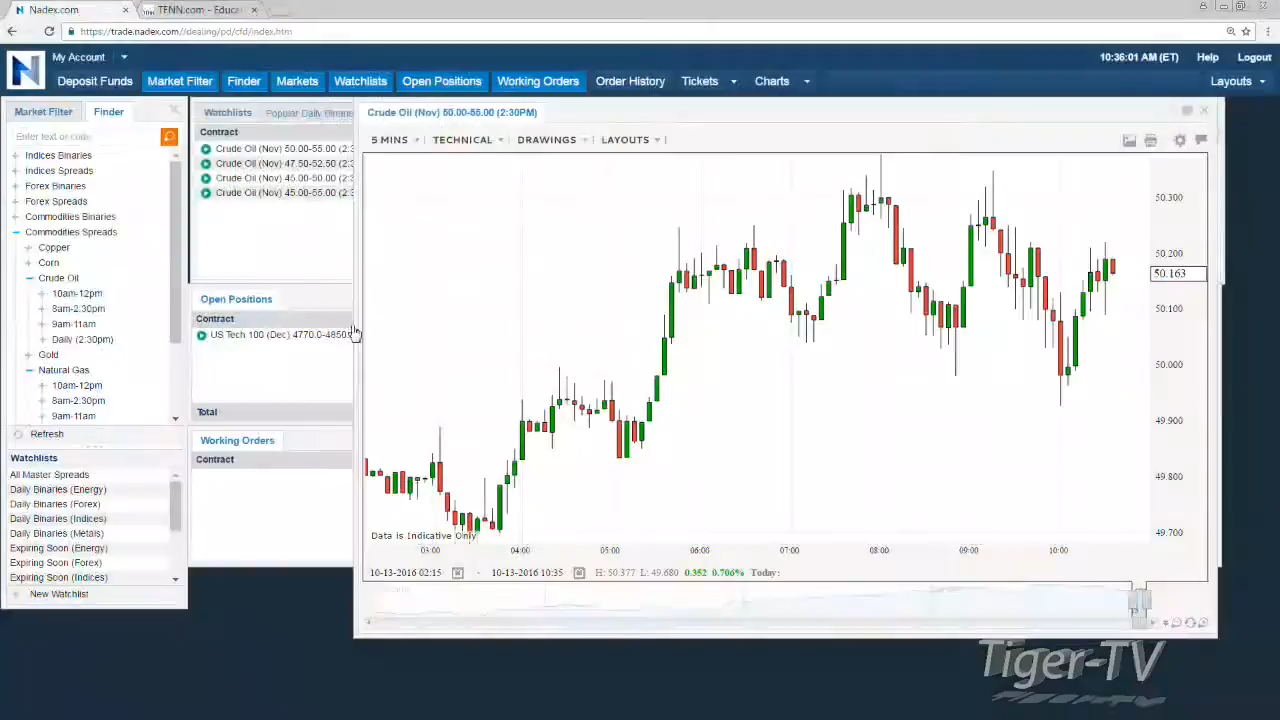 Nadex.com
TENN.com - Educa
https://trade.nadex.com/dealing/pd/cfd/index.htm
My Account
10:36:01 AM (ET)
Help
Logout
Deposit Funds
Market Filter
Finder
Markets
Watchlists
Open Positions
Working Orders
Order History
Tickets
Charts
Layouts
Market Filter
Finder
Enter text or code
Indices Binaries
Indices Spreads
Forex Binaries
Forex Spreads
Commodities Binaries
Commodities Spreads
Copper
Corn
Crude Oil
10am-12pm
8am-2:30pm
9am-11am
Daily (2:30pm)
Gold
Natural Gas
10am-12pm
8am-2:30pm
9am-11am
Refresh
Watchlists
All Master Spreads
Daily Binaries (Energy)
Daily Binaries (Forex)
Daily Binaries (Indices)
Daily Binaries (Metals)
Expiring Soon (Energy)
Expiring Soon (Forex)
Expiring Soon (Indices)
New Watchlist
Watchlists
Popular Daily Binarie
Contract
Crude Oil (Nov) 50.00-55.00 (2:3
Crude Oil (Nov) 47.50-52.50 (2:3
Crude Oil (Nov) 45.00-50.00 (2:3
Crude Oil (Nov) 45.00-55.00 (2:3
Open Positions
Contract
US Tech 100 (Dec) 4770.0-4850.
Total
Working Orders
Contract
Crude Oil (Nov) 50.00-55.00 (2:30PM)
5 MINS
TECHNICAL
DRAWINGS
LAYOUTS
50.300
50.200
50.163
50.100
50.000
49.900
49.800
49.700
Data is Indicative Only
03:00
04:00
05:00
06:00
07:00
08:00
09:00
10:00
10-13-2016 02:15 - 10-13-2016 10:35 H: 50.377 L: 49.680 0.352 0.706% Today:
Tiger-TV